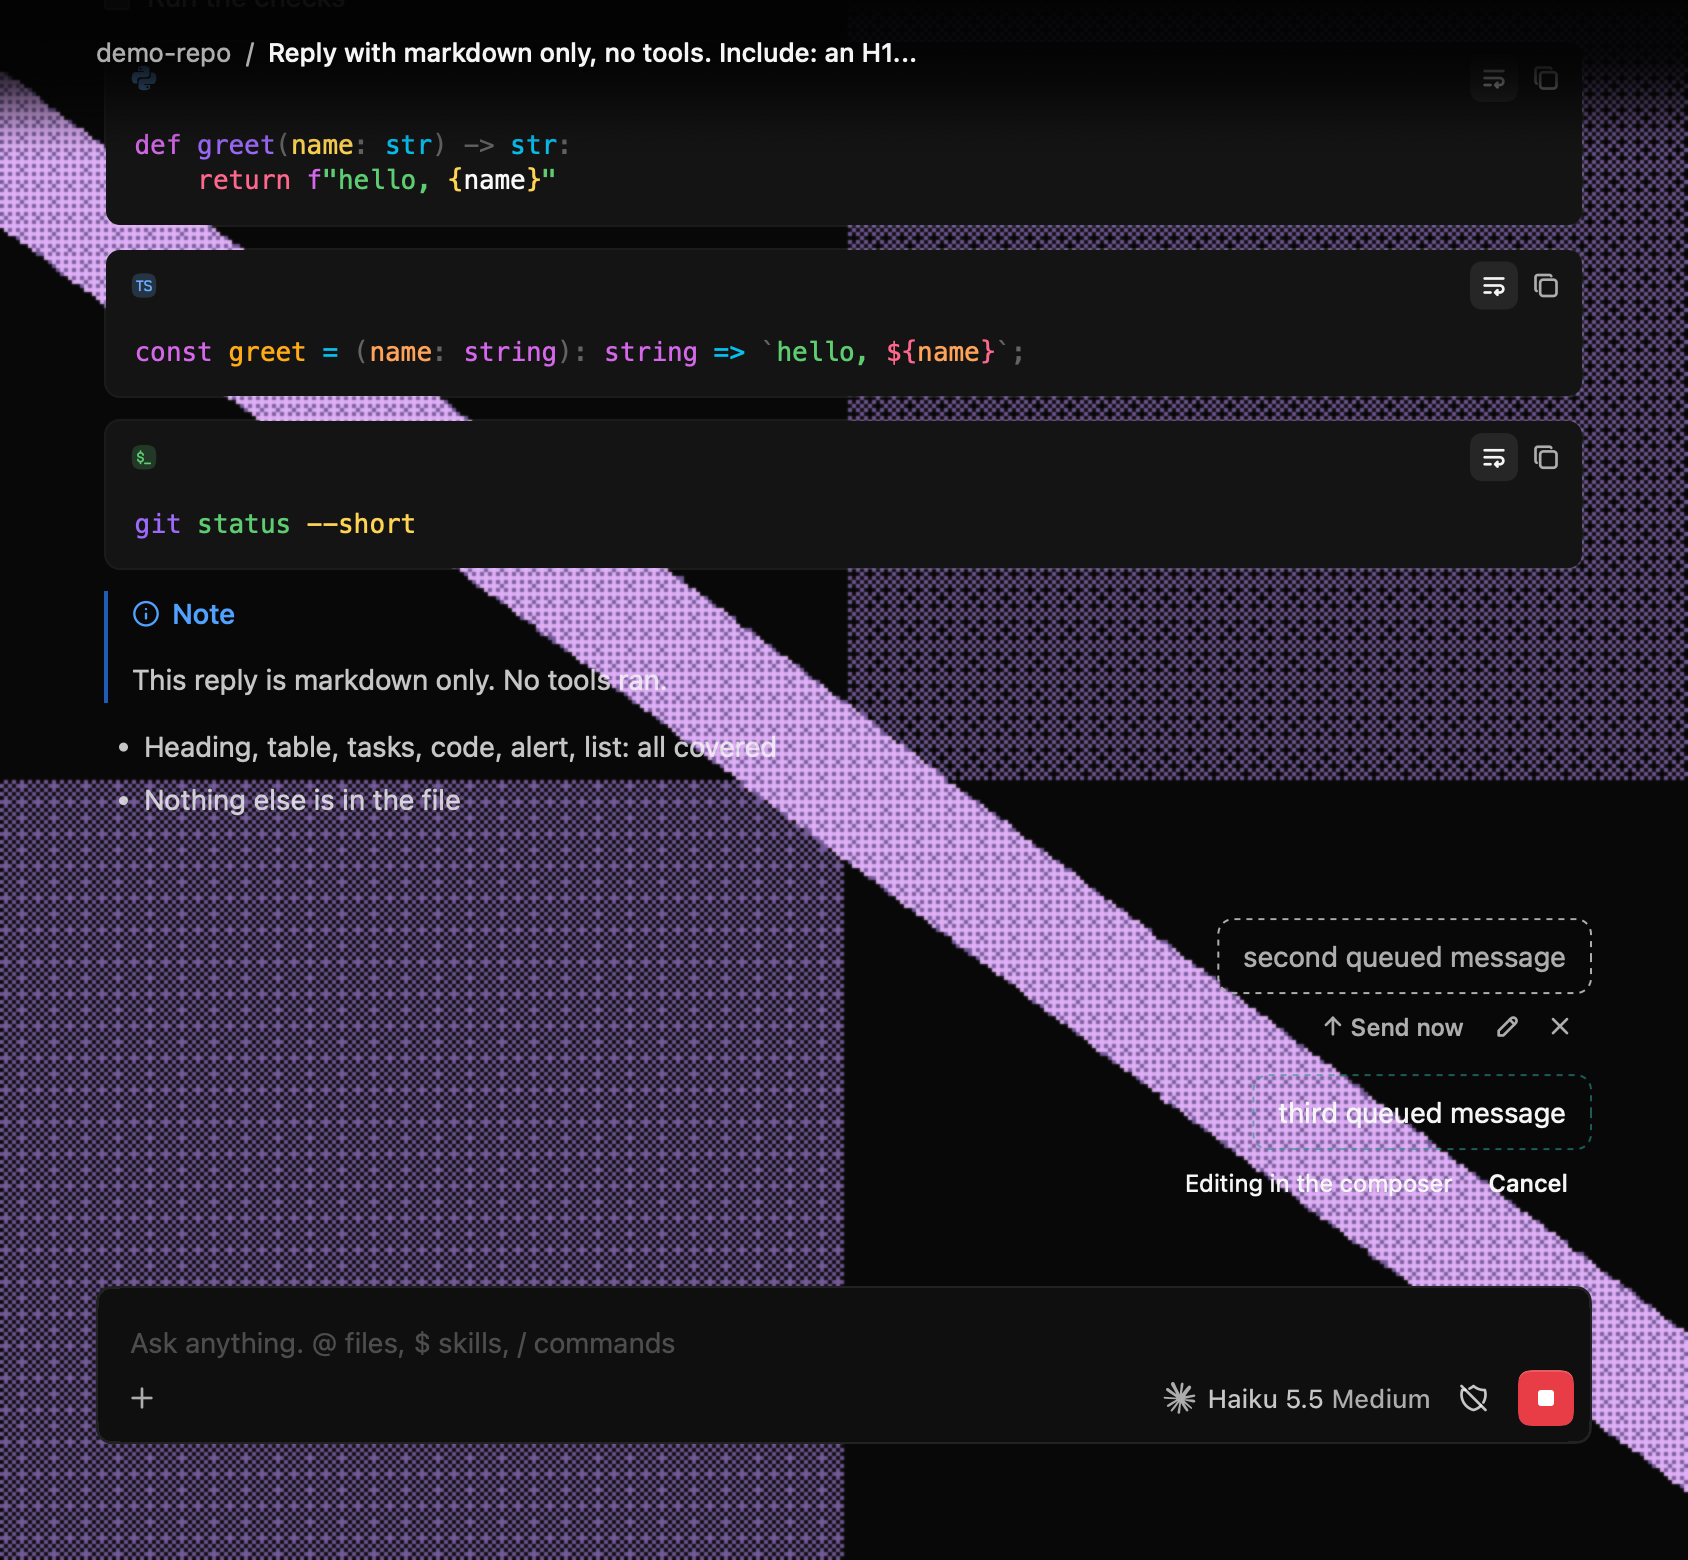 Run the checks
demo-repo / Reply with markdown only, no tools. Include: an H1...
def greet(name: str) -> str:
    return f"hello, {name}"
TS
const greet = (name: string): string => `hello, ${name}`;
$_
git status --short
Note
This reply is markdown only. No tools ran.
• Heading, table, tasks, code, alert, list: all covered
• Nothing else is in the file
second queued message
Send now
third queued message
Editing in the composer Cancel
Ask anything. @ files, $ skills, / commands
Haiku 5.5 Medium